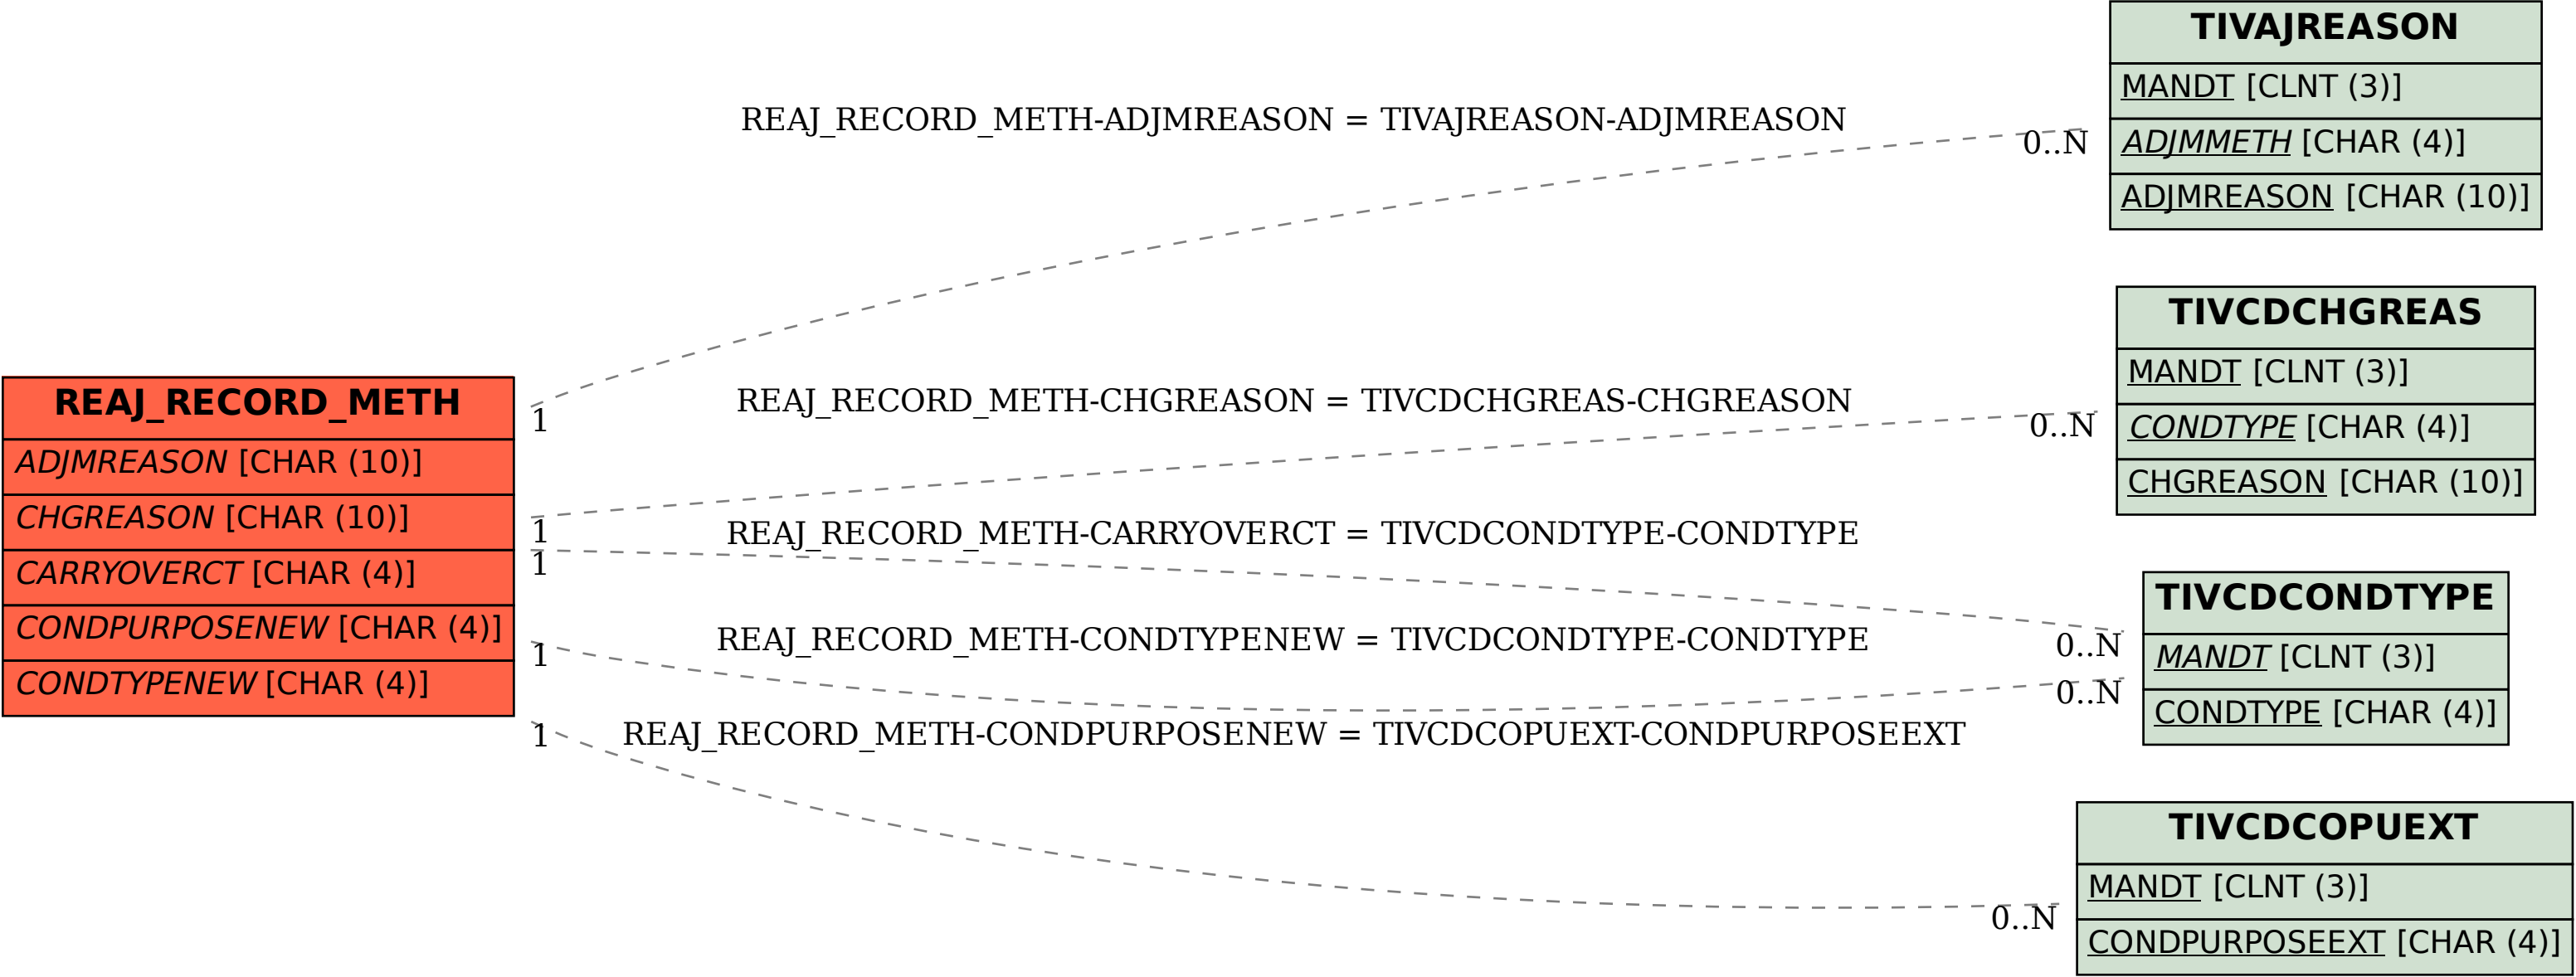 REAJ_RECORD_METH
ADJMREASON [CHAR (10)]
CHGREASON [CHAR (10)]
CARRYOVERCT [CHAR (4)]
CONDPURPOSENEW [CHAR (4)]
CONDTYPENEW [CHAR (4)]
REAJ_RECORD_METH-ADJMREASON = TIVAJREASON-ADJMREASON
1
0..N
REAJ_RECORD_METH-CHGREASON = TIVCDCHGREAS-CHGREASON
1
0..N
REAJ_RECORD_METH-CARRYOVERCT = TIVCDCONDTYPE-CONDTYPE
1
0..N
REAJ_RECORD_METH-CONDTYPENEW = TIVCDCONDTYPE-CONDTYPE
1
0..N
REAJ_RECORD_METH-CONDPURPOSENEW = TIVCDCOPUEXT-CONDPURPOSEEXT
1
0..N
TIVAJREASON
MANDT [CLNT (3)]
ADJMMETH [CHAR (4)]
ADJMREASON [CHAR (10)]
TIVCDCHGREAS
MANDT [CLNT (3)]
CONDTYPE [CHAR (4)]
CHGREASON [CHAR (10)]
TIVCDCONDTYPE
MANDT [CLNT (3)]
CONDTYPE [CHAR (4)]
TIVCDCOPUEXT
MANDT [CLNT (3)]
CONDPURPOSEEXT [CHAR (4)]